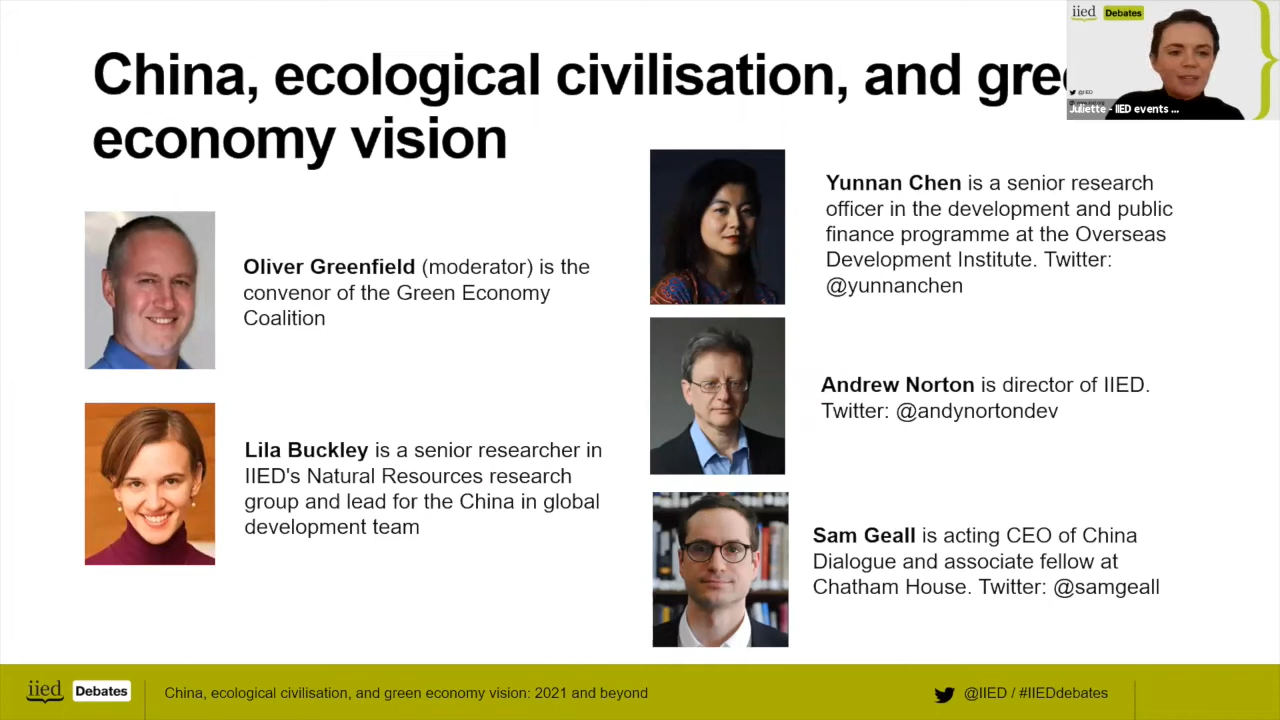 China, ecological civilisation, and gre
economy vision
Oliver Greenfield (moderator) is the
convenor of the Green Economy
Coalition
Lila Buckley is a senior researcher in
IIED's Natural Resources research
group and lead for the China in global
development team
Yunnan Chen is a senior research
officer in the development and public
finance programme at the Overseas
Development Institute. Twitter:
@yunnanchen
Andrew Norton is director of IIED.
Twitter: @andynortondev
Sam Geall is acting CEO of China
Dialogue and associate fellow at
Chatham House. Twitter: @samgeall
iied Debates
@IIED
Juliette - IIED events ...
iied Debates
China, ecological civilisation, and green economy vision: 2021 and beyond
@IIED / #IIEDdebates